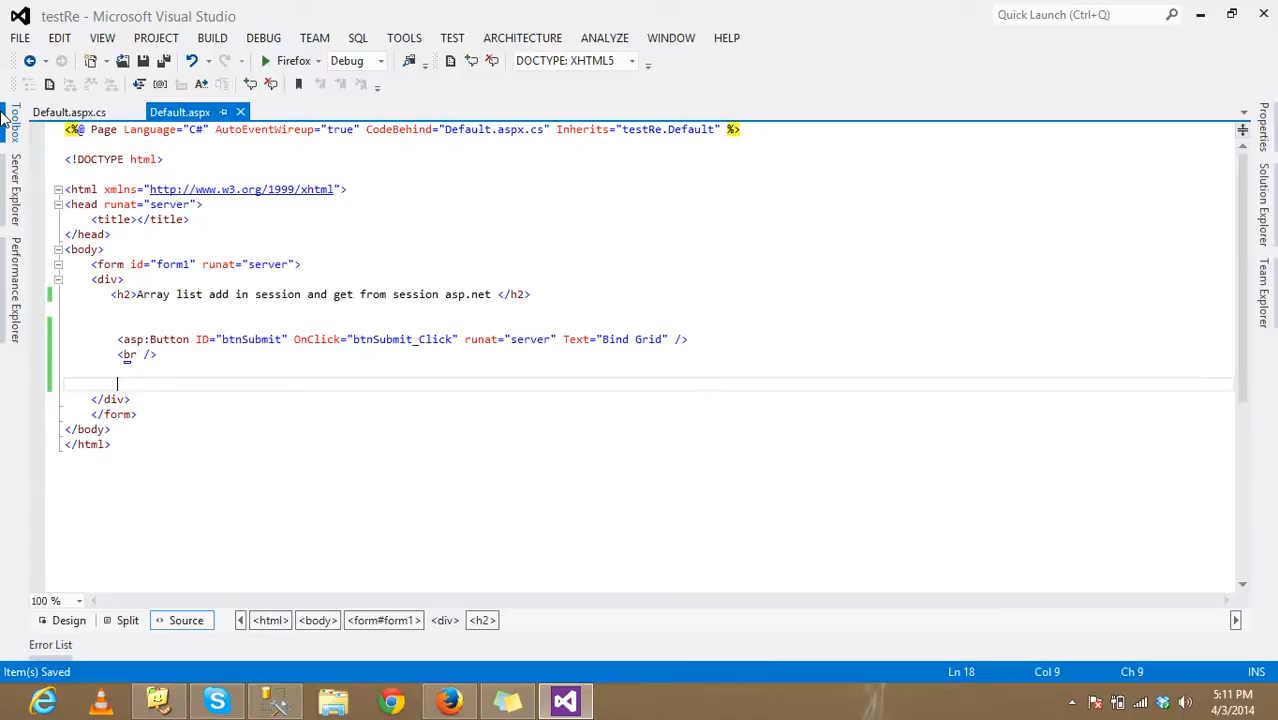 testRe - Microsoft Visual Studio
Quick Launch (Ctrl+Q)
FILE EDIT VIEW PROJECT BUILD DEBUG TEAM SQL TOOLS TEST ARCHITECTURE ANALYZE WINDOW HELP
Firefox Debug DOCTYPE: XHTML5
Default.aspx.cs Default.aspx
Toolbox
Server Explorer
Performance Explorer
<%@ Page Language="C#" AutoEventWireup="true" CodeBehind="Default.aspx.cs" Inherits="testRe.Default" %>
<!DOCTYPE html>
<html xmlns="http://www.w3.org/1999/xhtml">
<head runat="server">
<title></title>
</head>
<body>
<form id="form1" runat="server">
<div>
<h2>Array list add in session and get from session asp.net </h2>
<asp:Button ID="btnSubmit" OnClick="btnSubmit_Click" runat="server" Text="Bind Grid" />
<br />
</div>
</form>
</body>
</html>
Properties
Solution Explorer
Team Explorer
100 %
Design Split Source <html> <body> <form#form1> <div> <h2>
Error List
Item(s) Saved Ln 18 Col 9 Ch 9 INS
5:11 PM
4/3/2014